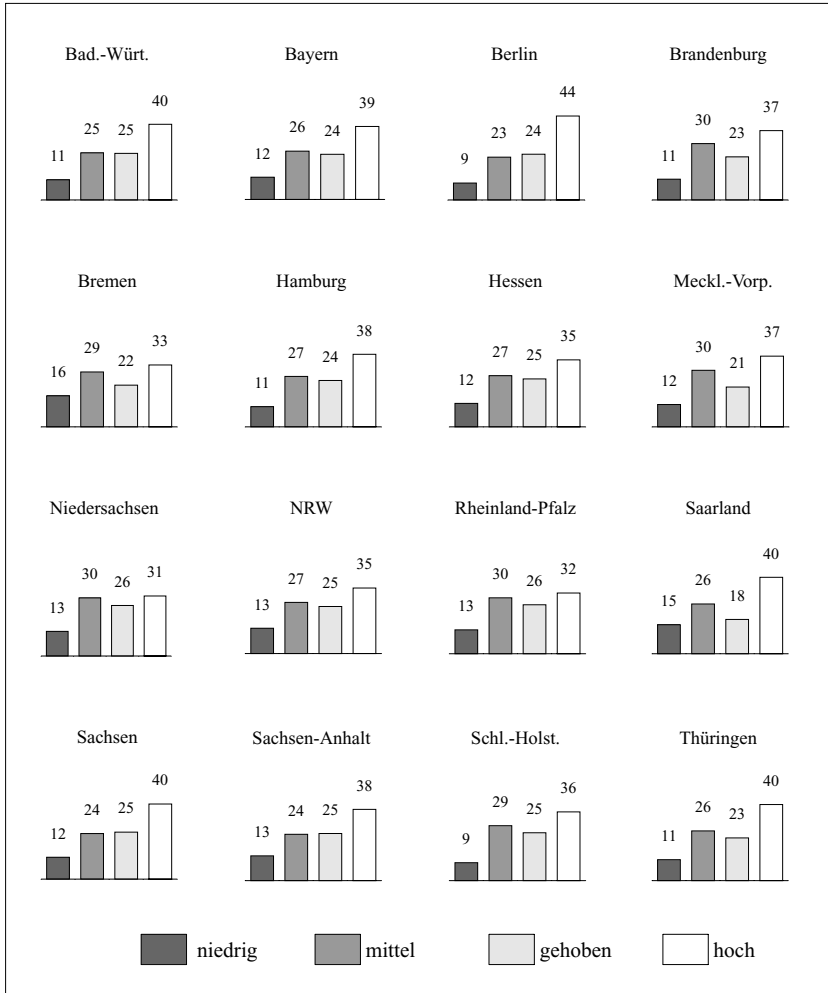 Bad.-Würt. Bayern Berlin Brandenburg
11 25 25 40 12 26 24 39 9 23 24 44 11 30 23 37
Bremen Hamburg Hessen Meckl.-Vorp.
16 29 22 33 11 27 24 38 12 27 25 35 12 30 21 37
Niedersachsen NRW Rheinland-Pfalz Saarland
13 30 26 31 13 27 25 35 13 30 26 32 15 26 18 40
Sachsen Sachsen-Anhalt Schl.-Holst. Thüringen
12 24 25 40 13 24 25 38 9 29 25 36 11 26 23 40
niedrig mittel gehoben hoch